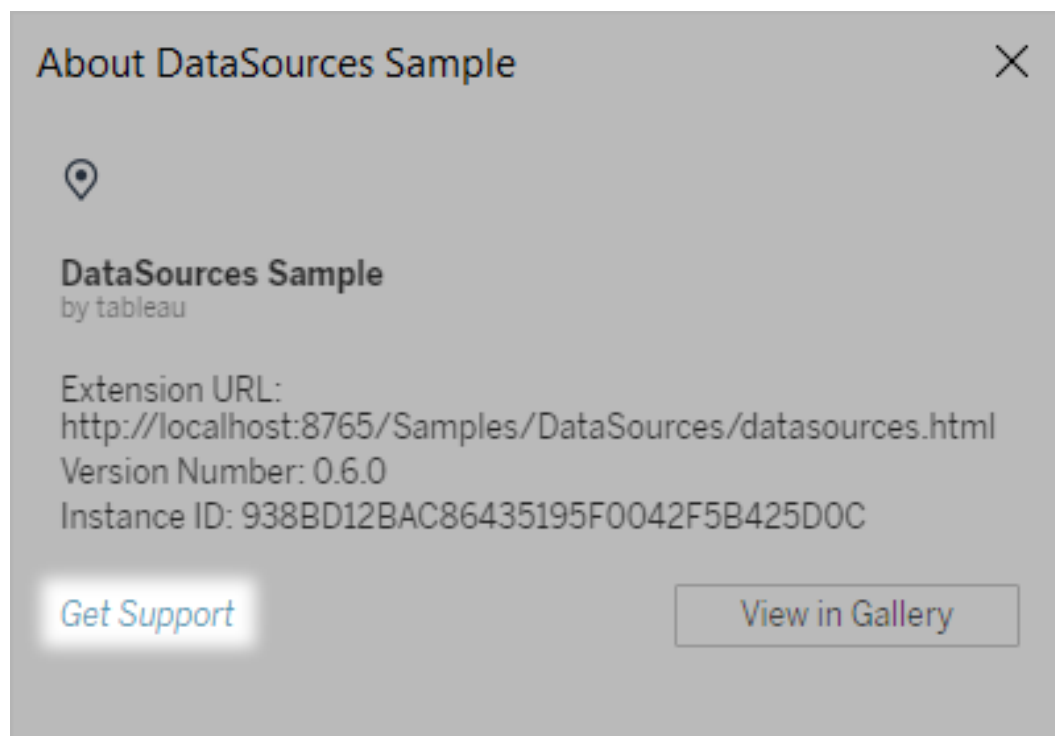 About DataSources Sample
DataSources Sample
by tableau
Extension URL:
http://localhost:8765/Samples/DataSources/datasources.html
Version Number: 0.6.0
Instance ID: 938BD12BAC86435195F0042F5B425D0C
Get Support
View in Gallery